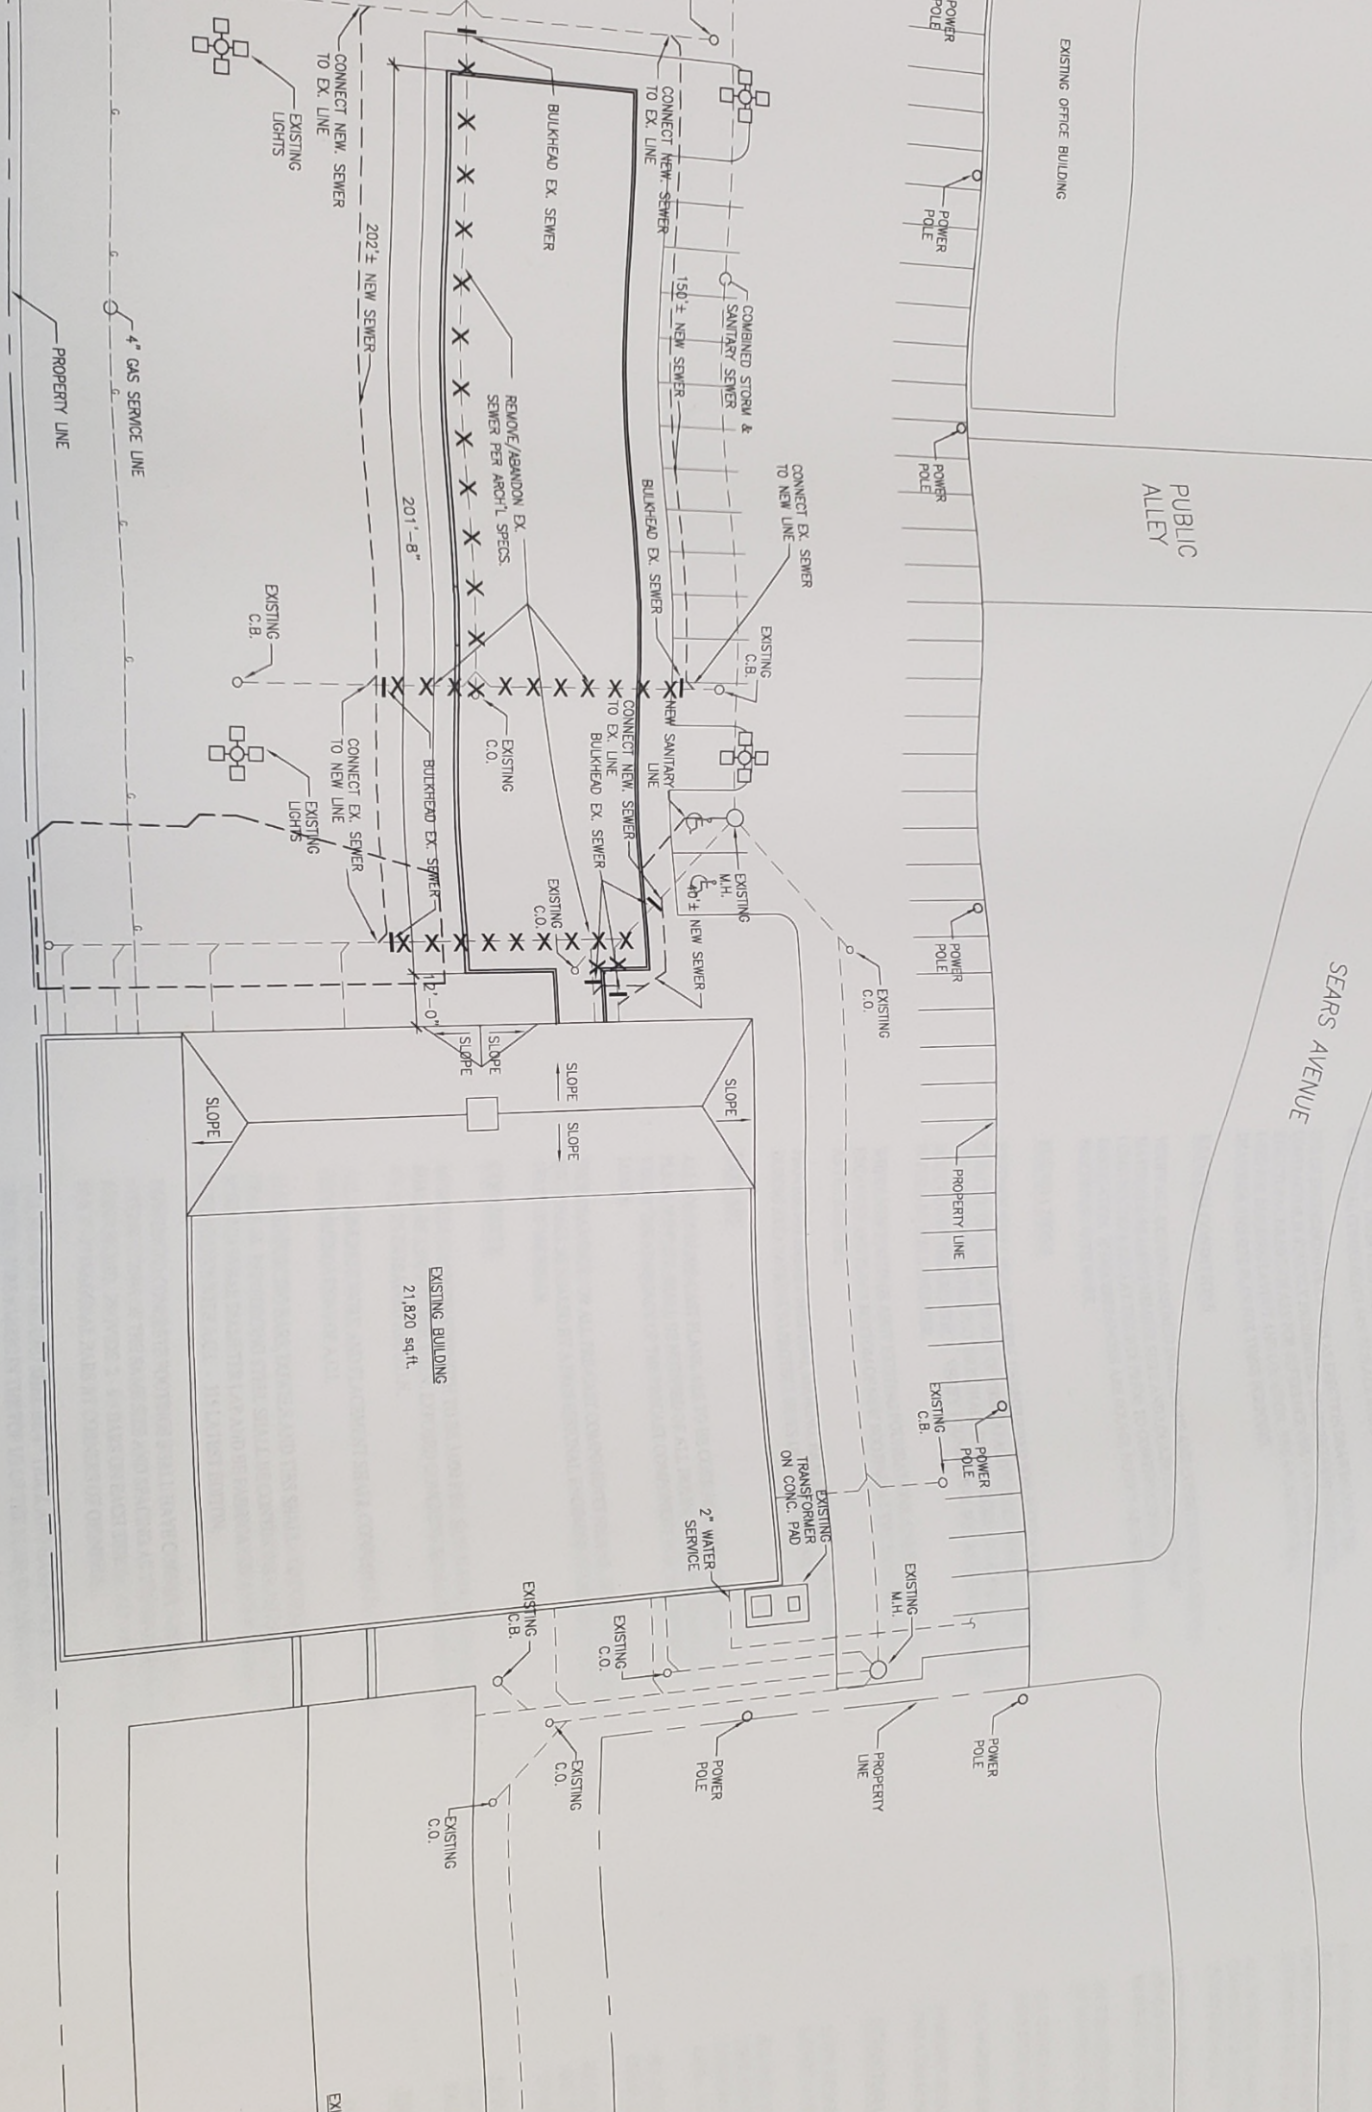 POWER
POLE
EXISTING OFFICE BUILDING
POWER
POLE
POWER
POLE
PUBLIC
ALLEY
SEARS AVENUE
POWER
POLE
PROPERTY LINE
POWER
POLE
EXISTING
C.B.
POWER
POLE
EXISTING
LIGHTS
CONNECT NEW. SEWER
TO EX. LINE
BULKHEAD EX. SEWER
CONNECT NEW. SEWER
TO EX. LINE
202'± NEW SEWER
150'± NEW SEWER
COMBINED STORM &
SANITARY SEWER
4" GAS SERVICE LINE
PROPERTY LINE
REMOVE/ABANDON EX.
SEWER PER ARCH'L SPECS.
201'-8"
BULKHEAD EX. SEWER
CONNECT EX. SEWER
TO NEW LINE
EXISTING
C.B.
EXISTING
C.B.
EXISTING
C.O.
NEW SANITARY
LINE
CONNECT NEW. SEWER
TO EX. LINE
BULKHEAD EX. SEWER
EXISTING
LIGHTS
CONNECT EX. SEWER
TO NEW LINE
BULKHEAD EX. SEWER
EXISTING
C.O.
EXISTING
M.H.
40'± NEW SEWER
EXISTING
C.O.
12'-0"
SLOPE
SLOPE
SLOPE
SLOPE
SLOPE
SLOPE
EXISTING BUILDING
21,820 sq.ft.
EXISTING
TRANSFORMER
ON CONC. PAD
2" WATER
SERVICE
EXISTING
M.H.
EXISTING
C.B.
EXISTING
C.O.
EXISTING
C.O.
EXISTING
C.O.
POWER
POLE
PROPERTY
LINE
G
G
G
G
G
G
G
EXI